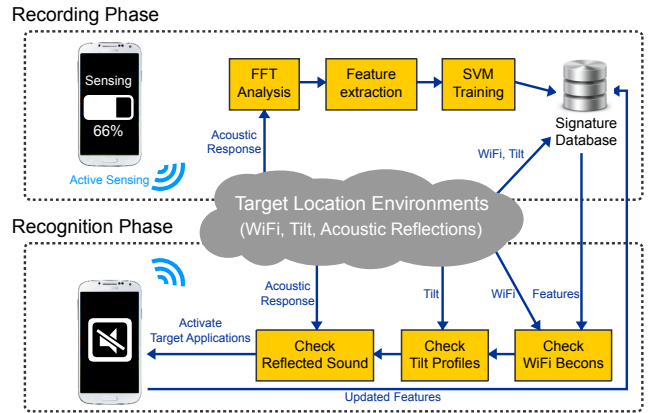 Recording Phase
Sensing
66%
Active Sensing
FFT
Analysis
Feature
extraction
SVM
Training
Signature
Database
Acoustic
Response
WiFi, Tilt
Target Location Environments
(WiFi, Tilt, Acoustic Reflections)
Recognition Phase
Acoustic
Response
Tilt
WiFi
Features
Activate
Target Applications
Check
Reflected Sound
Check
Tilt Profiles
Check
WiFi Becons
Updated Features